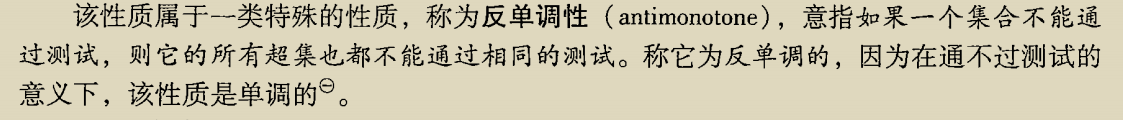 该性质属于一类特殊的性质，称为反单调性（antimonotone），意指如果一个集合不能通
过测试，则它的所有超集也都不能通过相同的测试。称它为反单调的，因为在通不过测试的
意义下，该性质是单调的㊀。